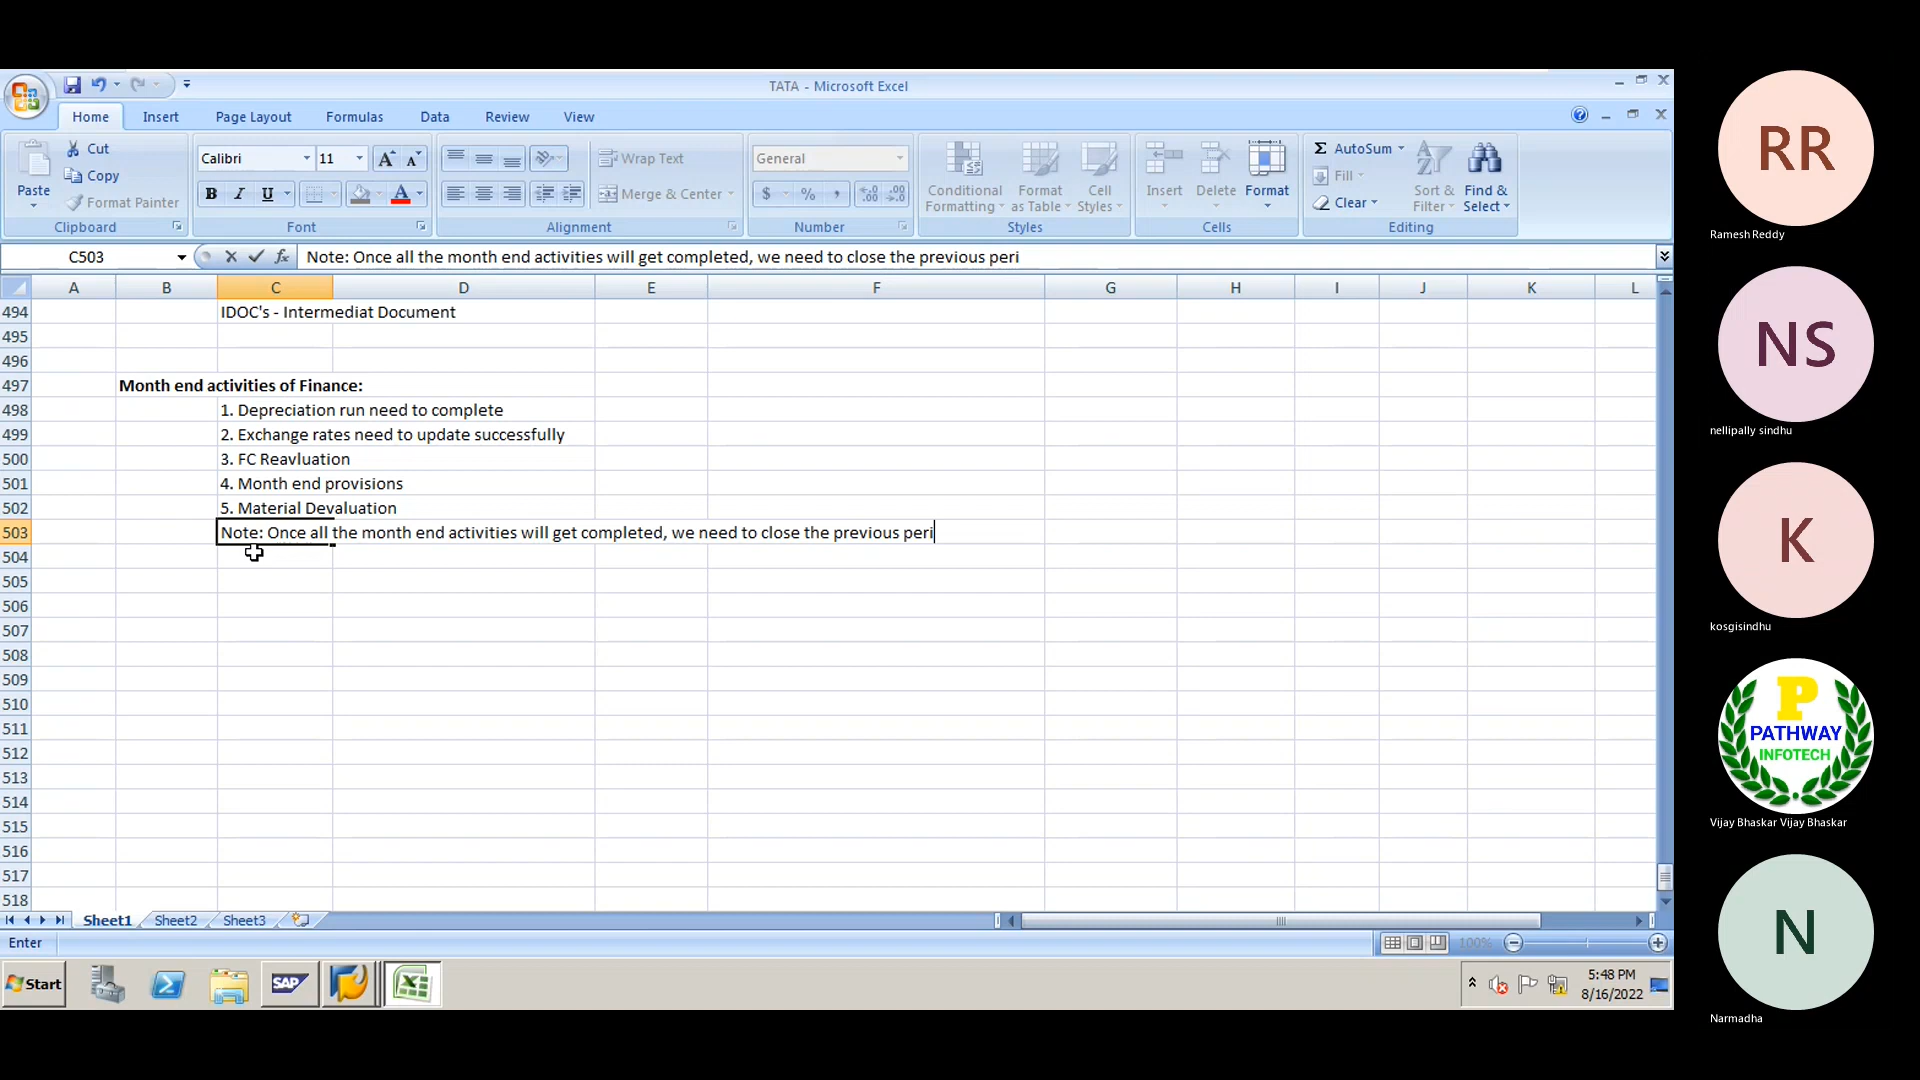 TATA - Microsoft Excel
Home Insert Page Layout Formulas Data Review View
Paste
Cut
Copy
Format Painter
Clipboard
Calibri 11 A A
B I U A
Font
Wrap Text
Merge & Center
Alignment
General
$ % ,
Number
Conditional Formatting
Format as Table
Cell Styles
Styles
Insert Delete Format
Cells
Σ AutoSum
Fill
Clear
Sort & Filter
Find & Select
Editing
C503 fx Note: Once all the month end activities will get completed, we need to close the previous peri
A B C D E F G H I J K L
494 IDOC's - Intermediat Document
495
496
497 Month end activities of Finance:
498 1. Depreciation run need to complete
499 2. Exchange rates need to update successfully
500 3. FC Reavluation
501 4. Month end provisions
502 5. Material Devaluation
503 Note: Once all the month end activities will get completed, we need to close the previous peri
504
505
506
507
508
509
510
511
512
513
514
515
516
517
518
Sheet1 Sheet2 Sheet3
Enter
100%
Start
SAP
5:48 PM
8/16/2022
RR
Ramesh Reddy
NS
nellipally sindhu
K
kosgisindhu
P
PATHWAY
INFOTECH
Vijay Bhaskar Vijay Bhaskar
N
Narmadha